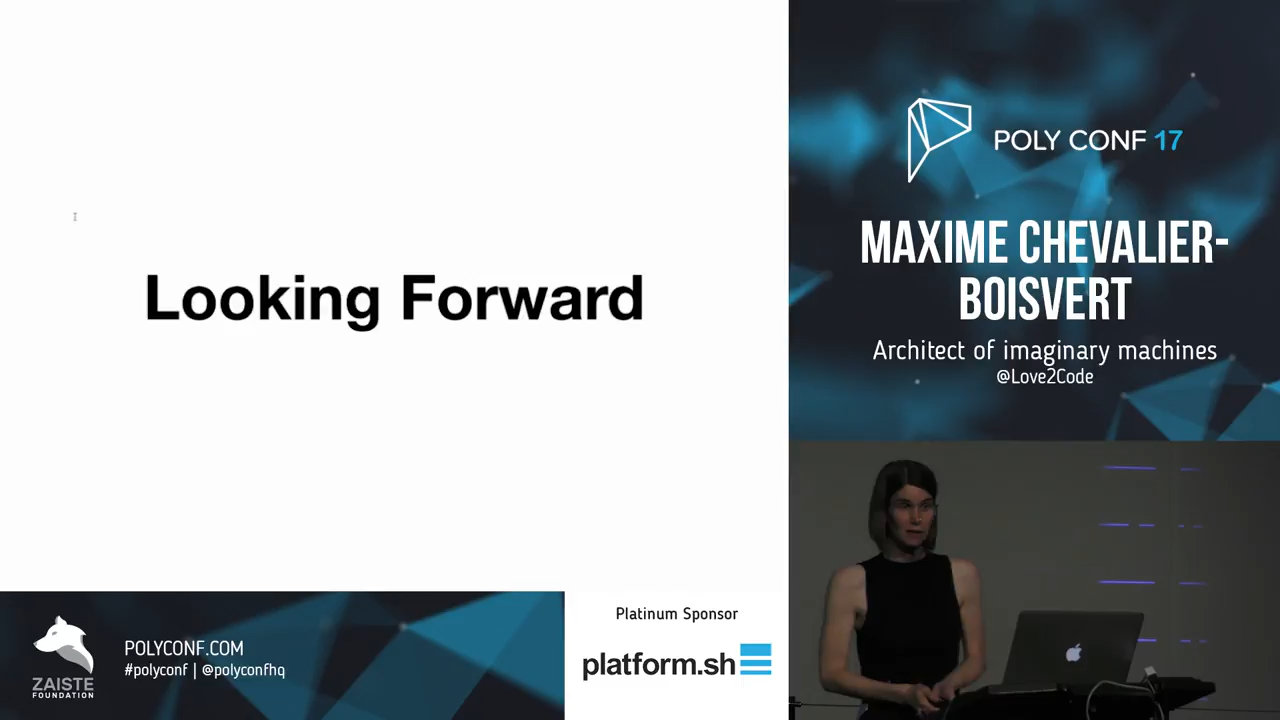 Looking Forward
POLY CONF 17
MAXIME CHEVALIER-
BOISVERT
Architect of imaginary machines
@Love2Code
ZAISTE
FOUNDATION
POLYCONF.COM
#polyconf | @polyconfhq
Platinum Sponsor
platform.sh